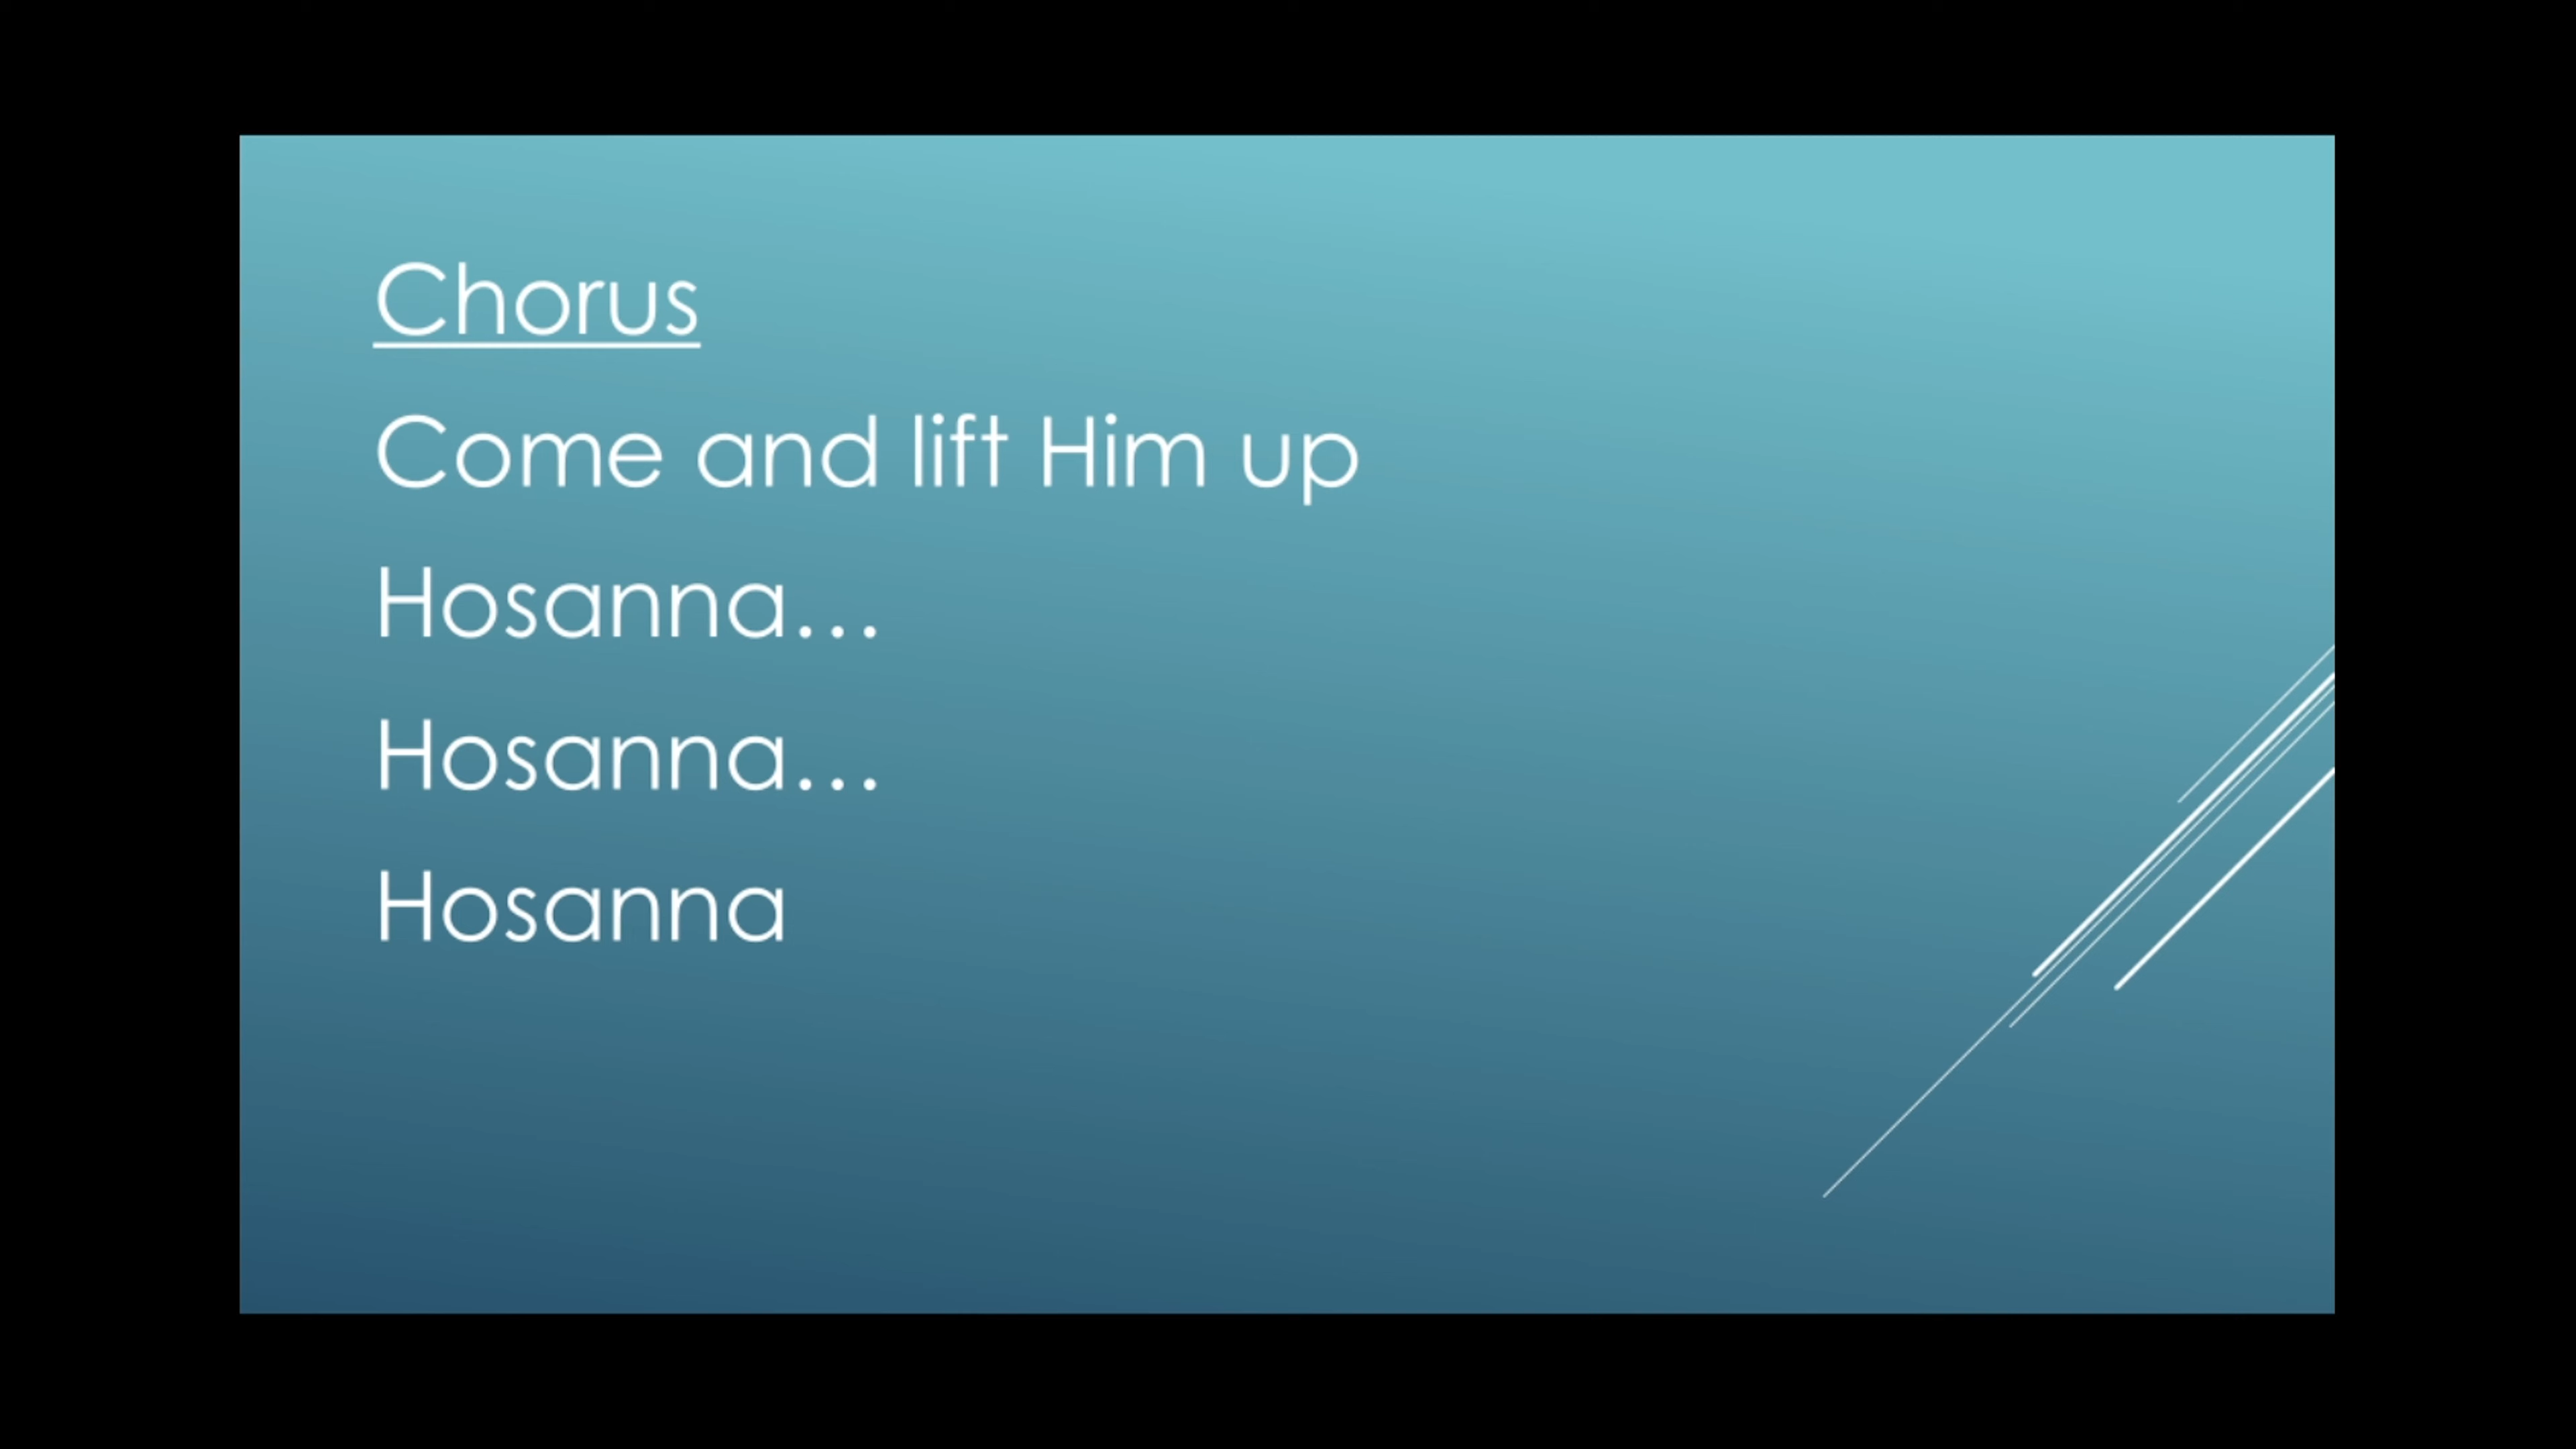 Chorus
Come and lift Him up
Hosanna...
Hosanna...
Hosanna